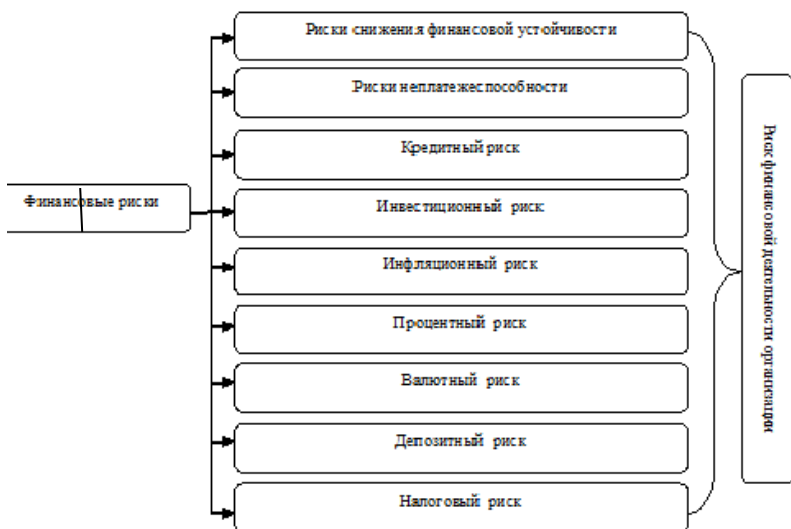 Риски снижения финансовой устойчивости
Риски неплатежеспособности
Кредитный риск
Финансовые риски
Инвестиционный риск
Инфляционный риск
Процентный риск
Валютный риск
Депозитный риск
Налоговый риск
Риск финансовой деятельности организации